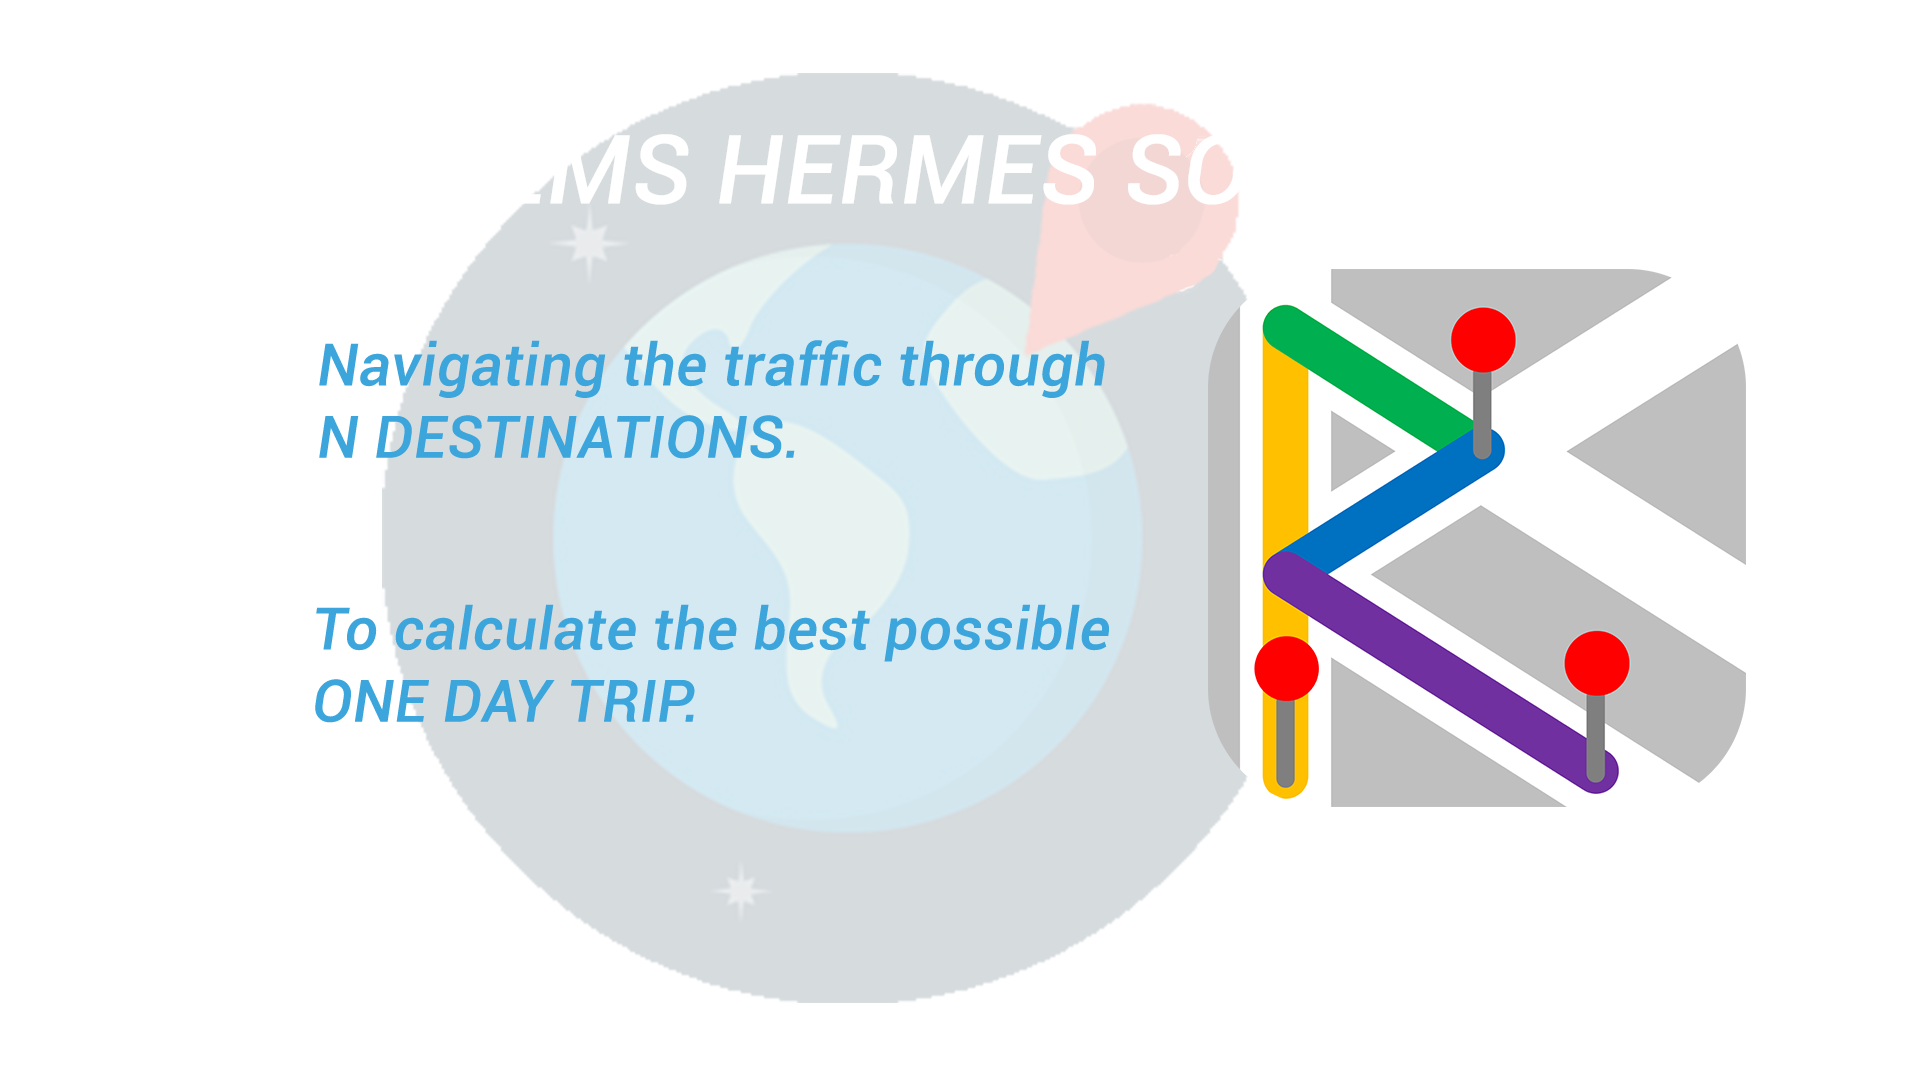 HERMES
Navigating the traffic through
N DESTINATIONS.
To calculate the best possible
ONE DAY TRIP.